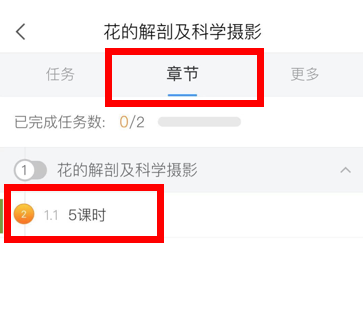 花的解剖及科学摄影
任务 章节 更多
已完成任务数: 0/2
1 花的解剖及科学摄影
2 1.1 5课时